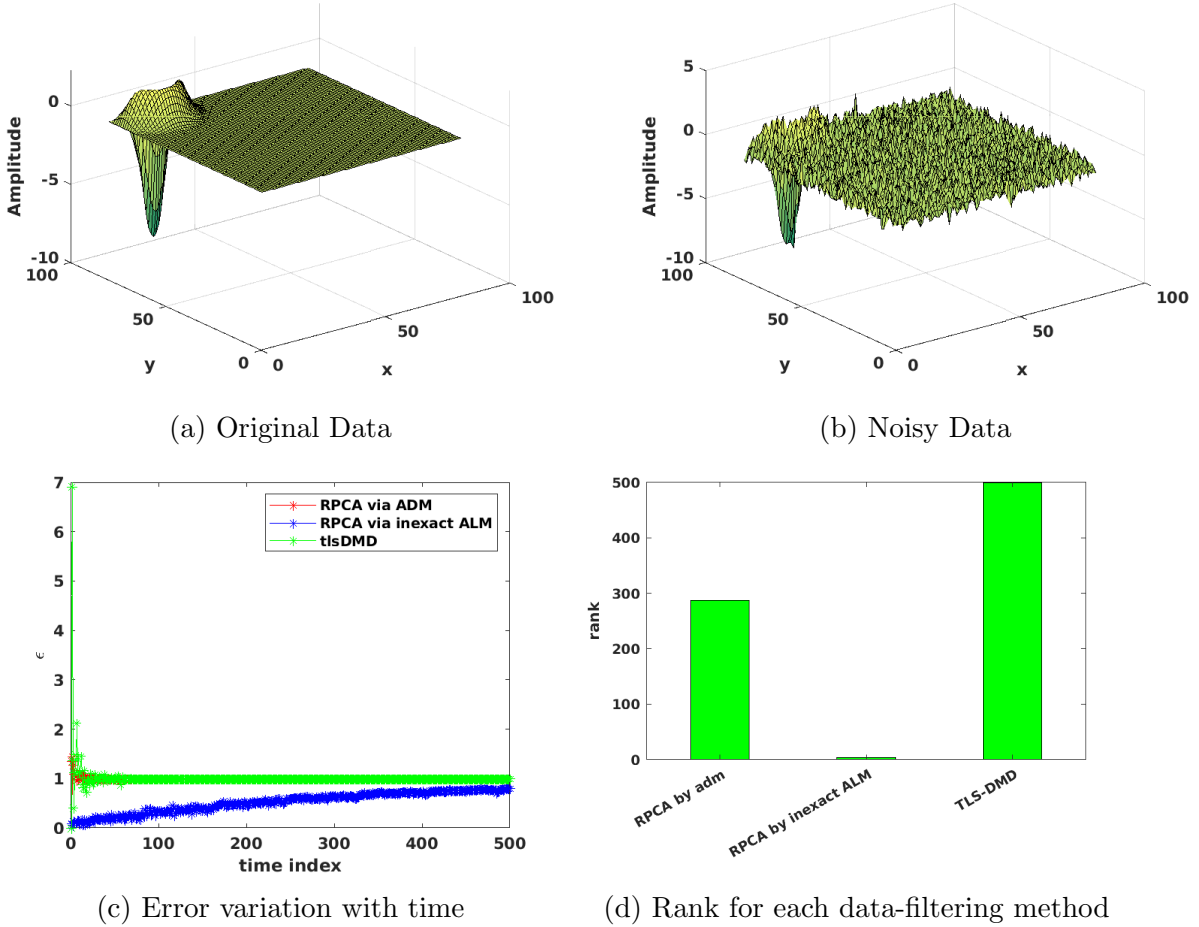 Amplitude
0
-5
-10
100
50
0
y
0
50
100
x
(a) Original Data
Amplitude
5
0
-5
-10
100
50
0
y
0
50
100
x
(b) Noisy Data
7
6
5
4
3
2
1
0
ϵ
RPCA via ADM
RPCA via inexact ALM
tlsDMD
0 100 200 300 400 500
time index
(c) Error variation with time
500
400
300
200
100
0
rank
RPCA by adm
RPCA by inexact ALM
TLS-DMD
(d) Rank for each data-filtering method